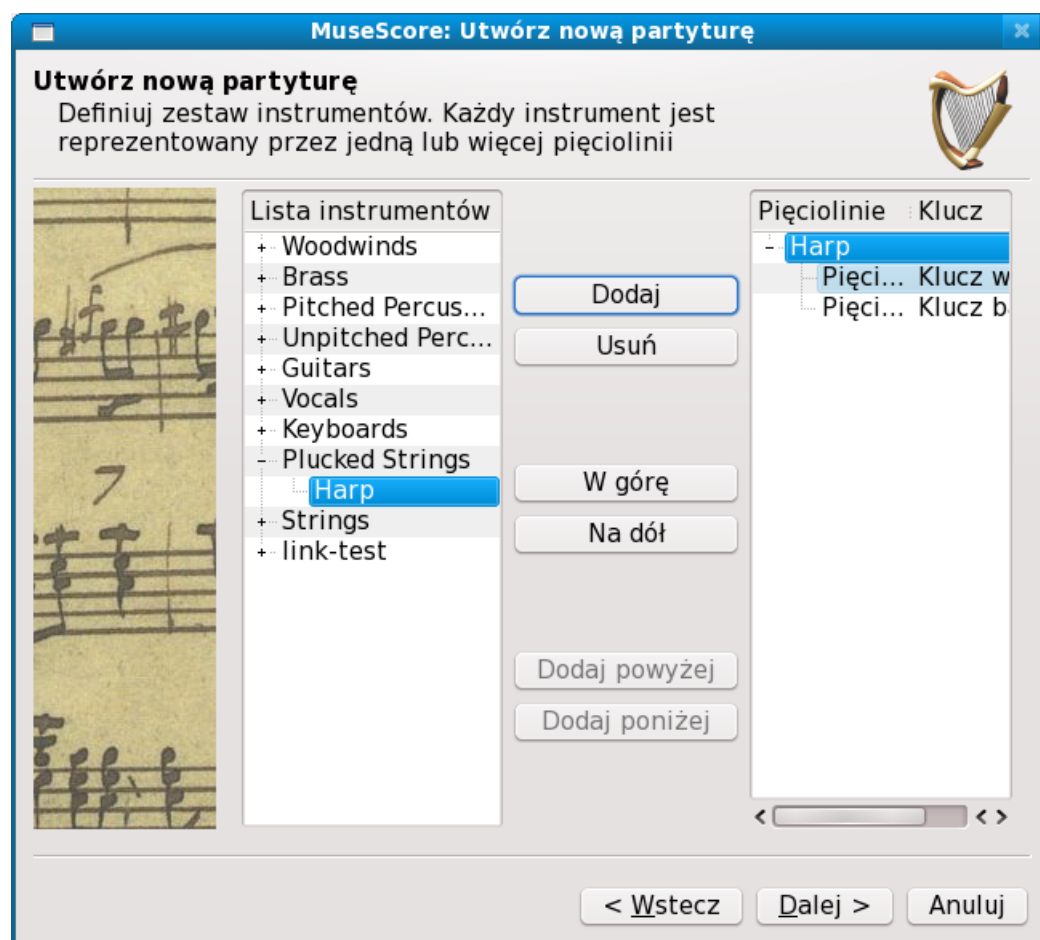 MuseScore: Utwórz nową partyturę
Utwórz nową partyturę
Definiuj zestaw instrumentów. Każdy instrument jest
reprezentowany przez jedną lub więcej pięciolinii
Lista instrumentów
+ Woodwinds
+ Brass
+ Pitched Percus...
+ Unpitched Perc...
+ Guitars
+ Vocals
+ Keyboards
- Plucked Strings
Harp
+ Strings
+ link-test
Dodaj
Usuń
W górę
Na dół
Dodaj powyżej
Dodaj poniżej
Pięciolinie Klucz
- Harp
Pięci... Klucz w
Pięci... Klucz b
< Wstecz
Dalej >
Anuluj